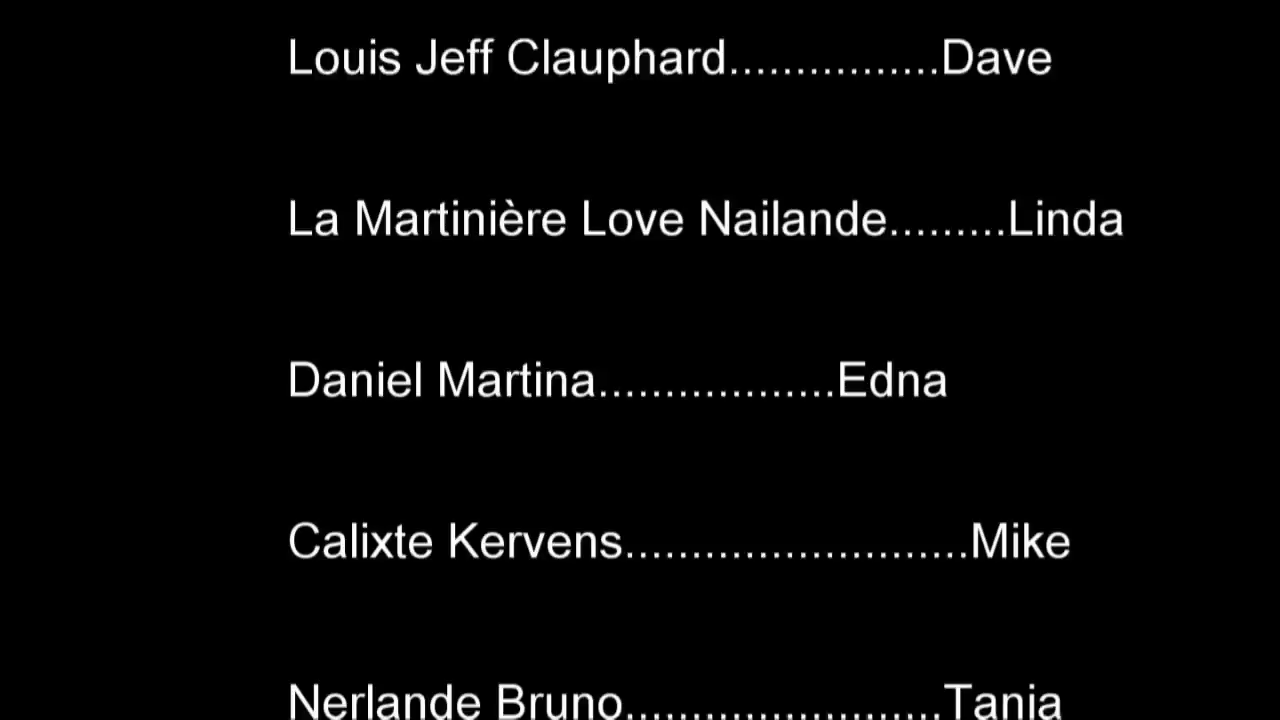 Louis Jeff Clauphard................Dave
La Martinière Love Nailande.........Linda
Daniel Martina..................Edna
Calixte Kervens..........................Mike
Nerlande Bruno........................Tania